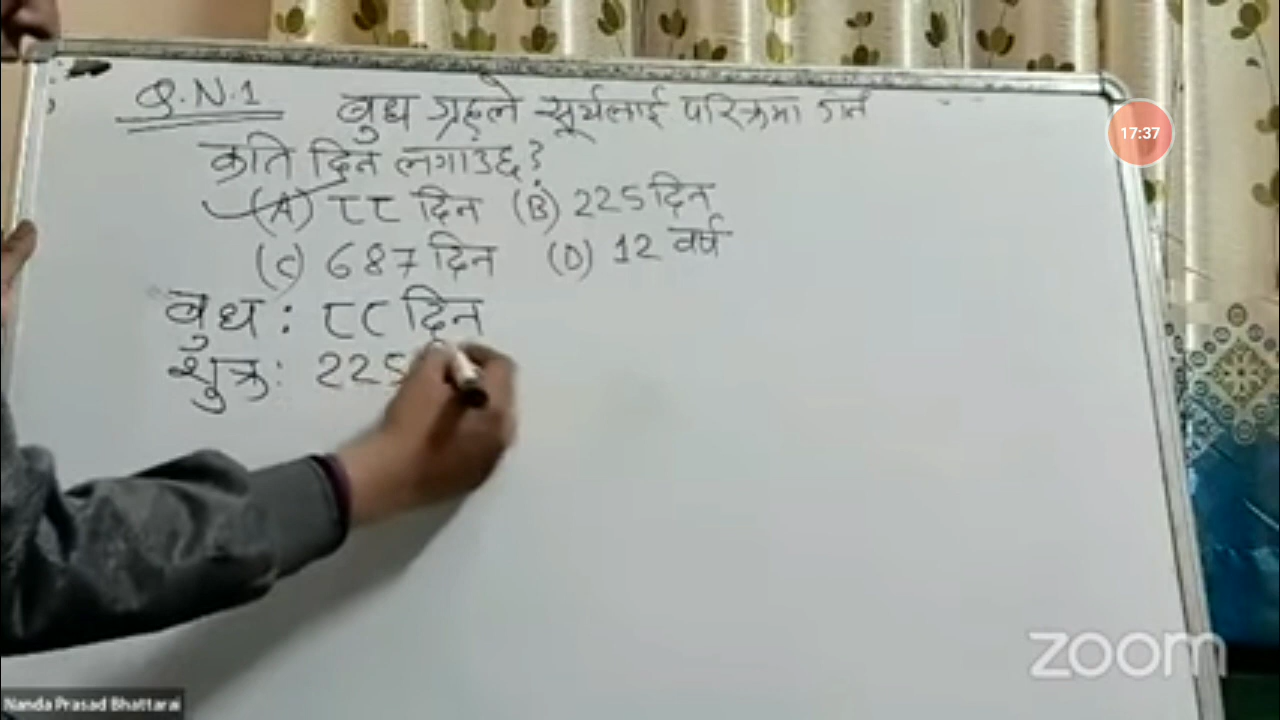 Q.N.1 बुध ग्रहले सूर्यलाई परिक्रमा गर्न
कति दिन लगाउँछ?
(A) ८८ दिन (B) 225 दिन
(C) 687 दिन (D) 12 वर्ष
बुध : ८८ दिन
शुक्र: 225
17:37
zoom
Nanda Prasad Bhattarai